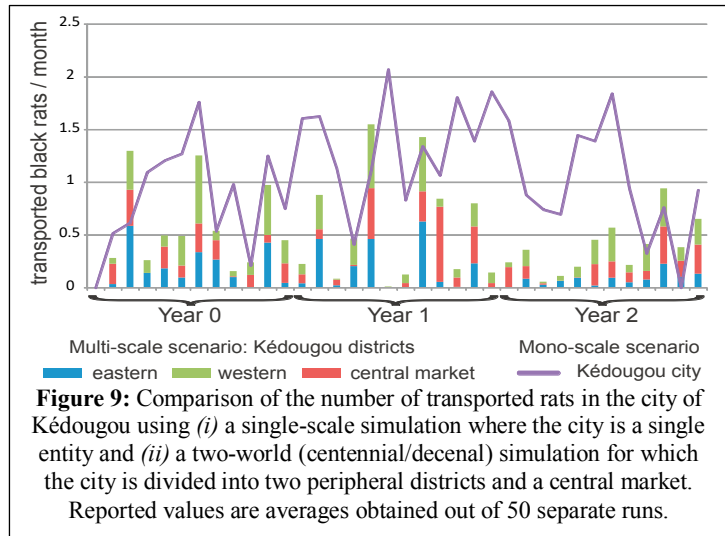 2.5
2
1.5
1
0.5
0
transported black rats / month
Year 0 Year 1 Year 2
Multi-scale scenario: Kédougou districts Mono-scale scenario
eastern western central market Kédougou city
Figure 9: Comparison of the number of transported rats in the city of
Kédougou using (i) a single-scale simulation where the city is a single
entity and (ii) a two-world (centennial/decenal) simulation for which
the city is divided into two peripheral districts and a central market.
Reported values are averages obtained out of 50 separate runs.